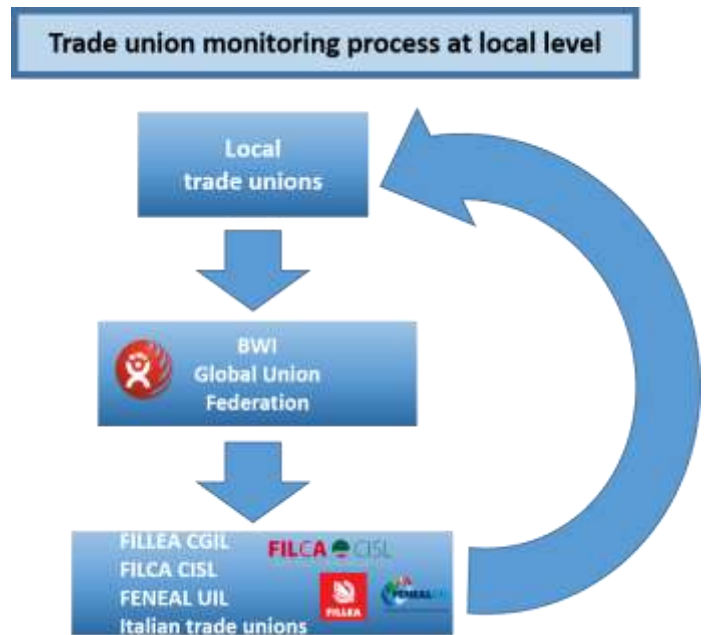 Trade union monitoring process at local level
Local
trade unions
BWI
Global Union
Federation
FILLEA CGIL
FILCA CISL
FENEAL UIL
Italian trade unions
FILCA CISL
FILLEA
FENEALUIL